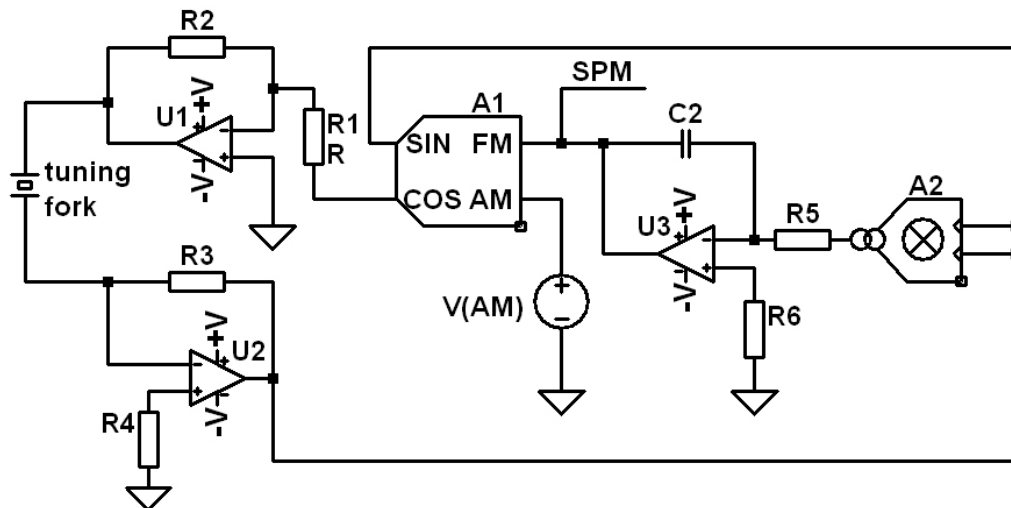 R2
SPM
+V
U1
-V
R1
R
A1
SIN FM
COS AM
C2
A2
tuning
fork
+V
U3
-V
R5
R3
V(AM)
R6
+V
U2
-V
R4